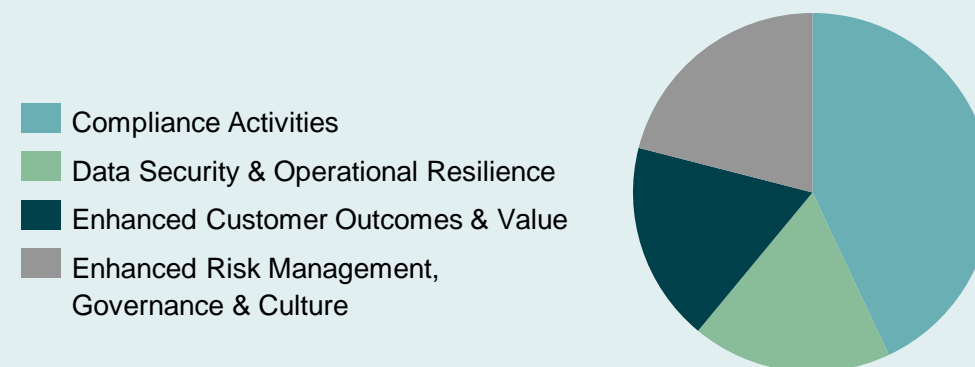 Compliance Activities
Data Security & Operational Resilience
Enhanced Customer Outcomes & Value
Enhanced Risk Management,
Governance & Culture